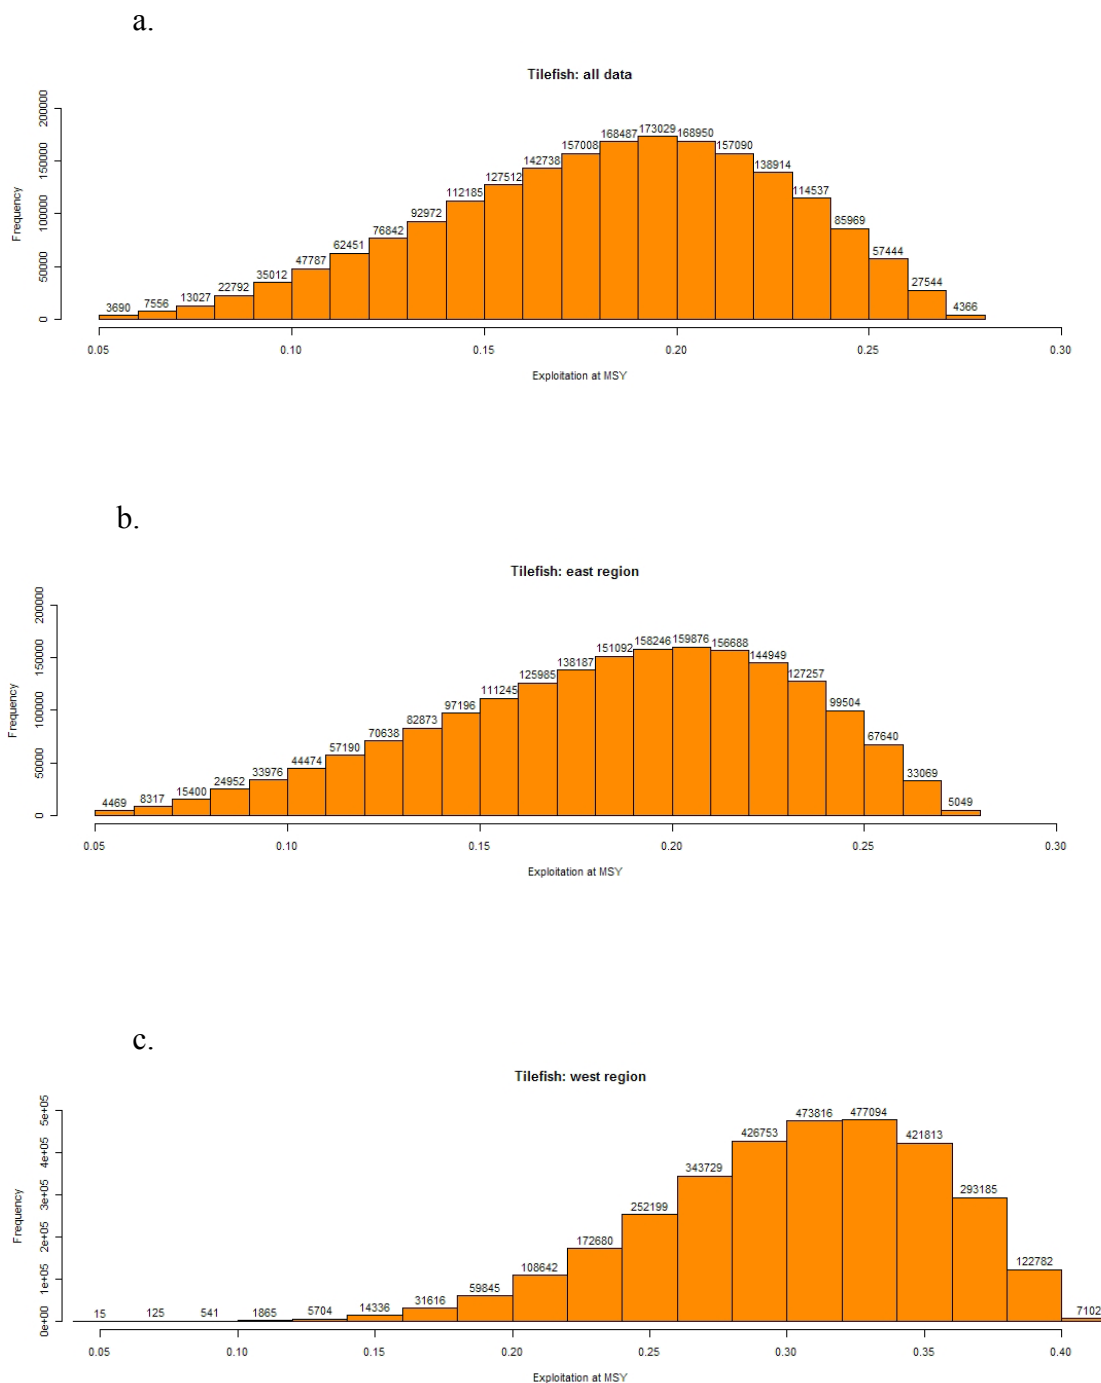 a.
Tilefish: all data
Frequency
200000
150000
100000
50000
0
3690 7556 13027 22792 35012 47787 62451 76842 92972 112185 127512 142738 157008 168487 173029 168950 157090 138914 114537 85969 57444 27544 4366
0.05 0.10 0.15 0.20 0.25 0.30
Exploitation at MSY
b.
Tilefish: east region
Frequency
200000
150000
100000
50000
0
4469 8317 15400 24952 33976 44474 57190 70638 82873 97196 111245 125985 138187 151092 158246 159876 156688 144949 127257 99504 67640 33069 5049
0.05 0.10 0.15 0.20 0.25 0.30
Exploitation at MSY
c.
Tilefish: west region
Frequency
5e+05
4e+05
3e+05
2e+05
1e+05
0e+00
15 125 541 1865 5704 14336 31616 59845 108642 172680 252199 343729 426753 473816 477094 421813 293185 122782 7102
0.05 0.10 0.15 0.20 0.25 0.30 0.35 0.40
Exploitation at MSY